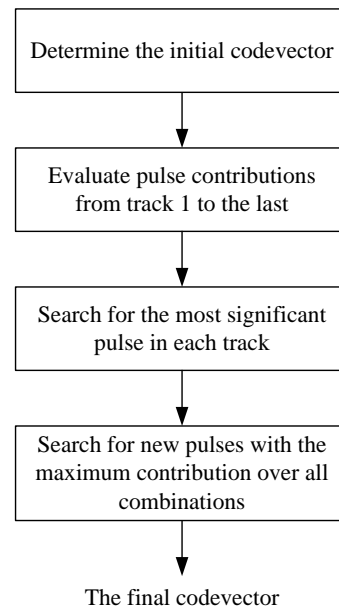 Determine the initial codevector
Evaluate pulse contributions
from track 1 to the last
Search for the most significant
pulse in each track
Search for new pulses with the
maximum contribution over all
combinations
The final codevector